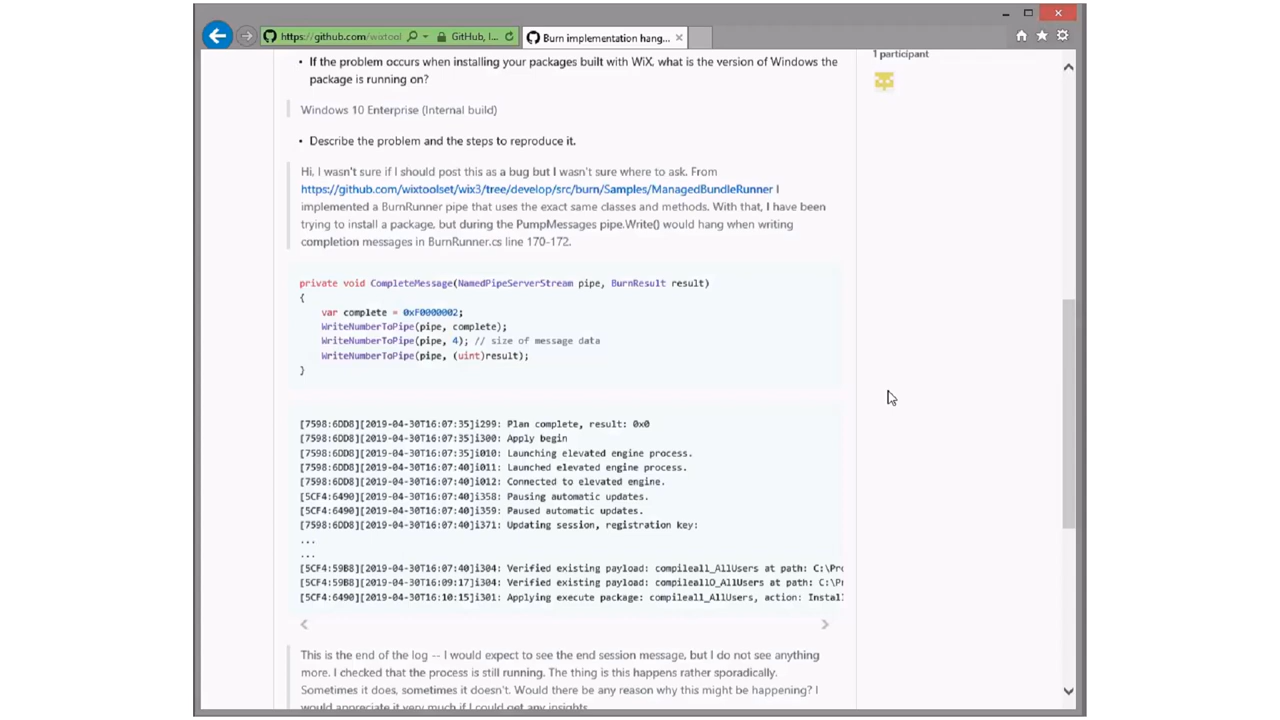 https://github.com/wixtool
GitHub, I...
Burn implementation hang...
1 participant
• If the problem occurs when installing your packages built with WiX, what is the version of Windows the
package is running on?
Windows 10 Enterprise (Internal build)
• Describe the problem and the steps to reproduce it.
Hi, I wasn't sure if I should post this as a bug but I wasn't sure where to ask. From
https://github.com/wixtoolset/wix3/tree/develop/src/burn/Samples/ManagedBundleRunner I
implemented a BurnRunner pipe that uses the exact same classes and methods. With that, I have been
trying to install a package, but during the PumpMessages pipe.Write() would hang when writing
completion messages in BurnRunner.cs line 170-172.
private void CompleteMessage(NamedPipeServerStream pipe, BurnResult result)
{
var complete = 0xF0000002;
WriteNumberToPipe(pipe, complete);
WriteNumberToPipe(pipe, 4); // size of message data
WriteNumberToPipe(pipe, (uint)result);
}
[7598:6DD8][2019-04-30T16:07:35]i299: Plan complete, result: 0x0
[7598:6DD8][2019-04-30T16:07:35]i300: Apply begin
[7598:6DD8][2019-04-30T16:07:35]i010: Launching elevated engine process.
[7598:6DD8][2019-04-30T16:07:40]i011: Launched elevated engine process.
[7598:6DD8][2019-04-30T16:07:40]i012: Connected to elevated engine.
[5CF4:6490][2019-04-30T16:07:40]i358: Pausing automatic updates.
[5CF4:6490][2019-04-30T16:07:40]i359: Paused automatic updates.
[7598:6DD8][2019-04-30T16:07:40]i371: Updating session, registration key:
...
...
[5CF4:59B8][2019-04-30T16:07:40]i304: Verified existing payload: compileall_AllUsers at path: C:\Pro
[5CF4:59B8][2019-04-30T16:09:17]i304: Verified existing payload: compileallO_AllUsers at path: C:\P
[5CF4:6490][2019-04-30T16:10:15]i301: Applying execute package: compileall_AllUsers, action: Instal
This is the end of the log -- I would expect to see the end session message, but I do not see anything
more. I checked that the process is still running. The thing is this happens rather sporadically.
Sometimes it does, sometimes it doesn't. Would there be any reason why this might be happening? I
would appreciate it very much if I could get any insights.